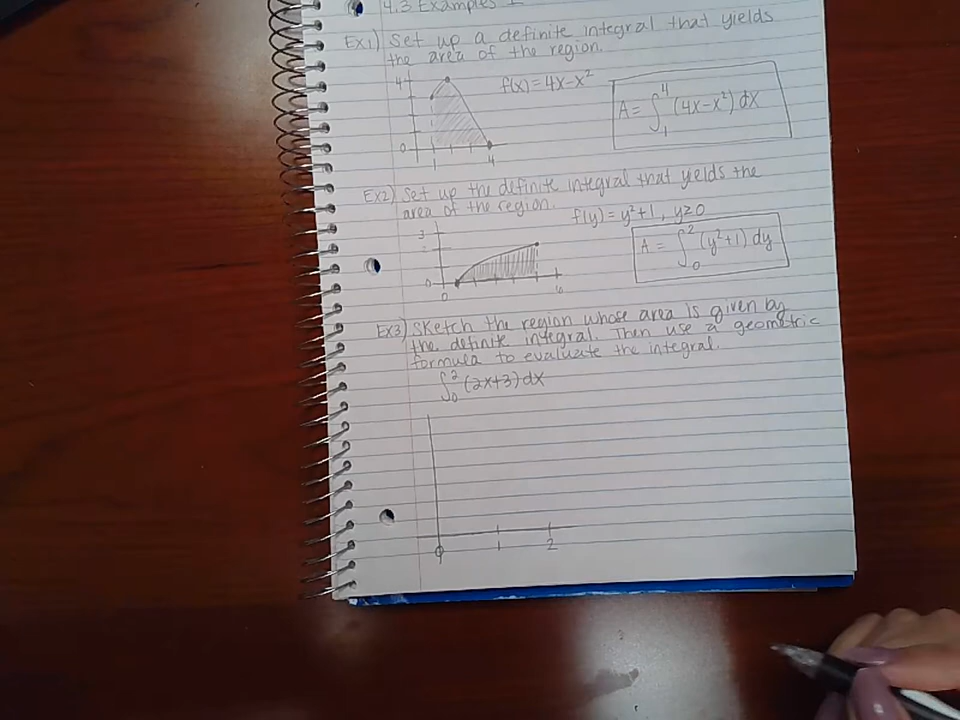 4.3 Examples I
Ex1) Set up a definite integral that yields
the area of the region.
4
f(x) = 4x-x²
A = ∫₁⁴ (4x-x²) dx
0
1
4
Ex2) Set up the definite integral that yields the
area of the region.
f(y) = y²+1, y≥0
3
A = ∫₀² (y²+1) dy
0
0
6
Ex3) Sketch the region whose area is given by
the definite integral. Then use a geometric
formula to evaluate the integral.
∫₀² (2x+3) dx
0
1
2